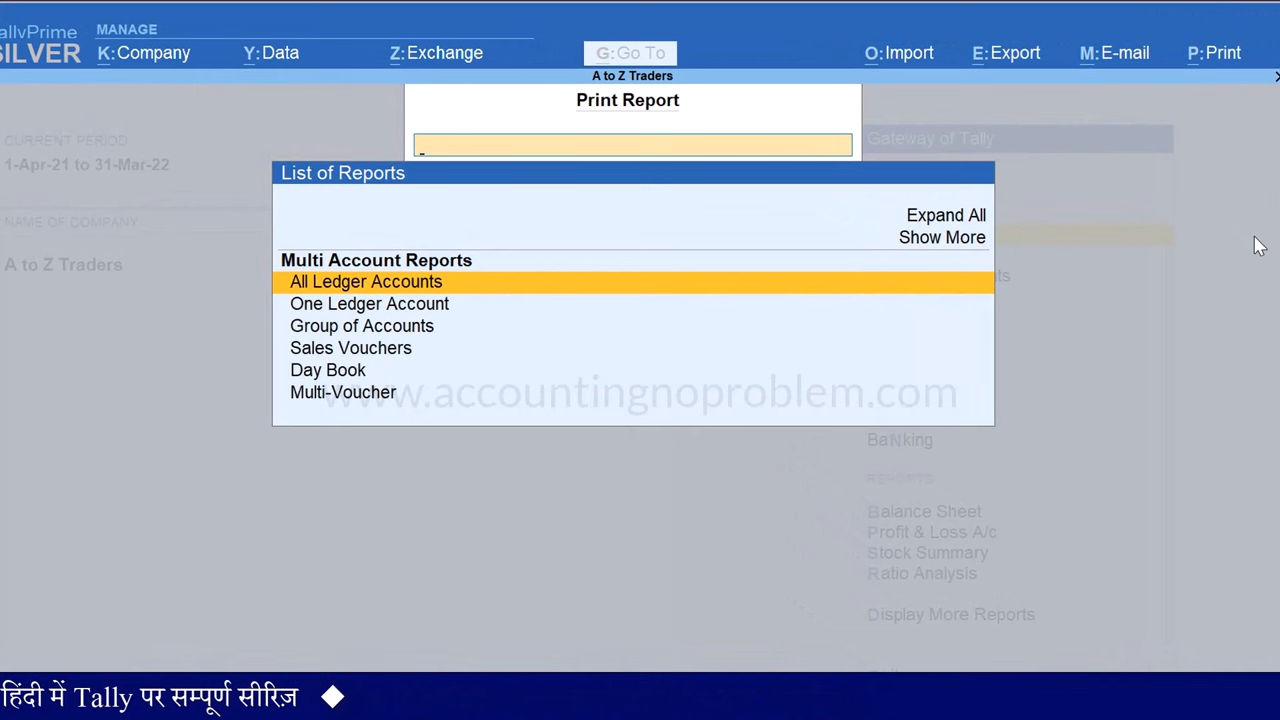 allyPrime
SILVER
MANAGE
K:Company
Y:Data
Z:Exchange
G:Go To
O:Import
E:Export
M:E-mail
P:Print
A to Z Traders
x
Print Report
CURRENT PERIOD
1-Apr-21 to 31-Mar-22
NAME OF COMPANY
A to Z Traders
Gateway of Tally
List of Reports
Expand All
Show More
Multi Account Reports
All Ledger Accounts
One Ledger Account
Group of Accounts
Sales Vouchers
Day Book
Multi-Voucher
www.accountingnoproblem.com
BaNking
REPORTS
Balance Sheet
Profit & Loss A/c
Stock Summary
Ratio Analysis
Display More Reports
हिंदी में Tally पर सम्पूर्ण सीरिज़